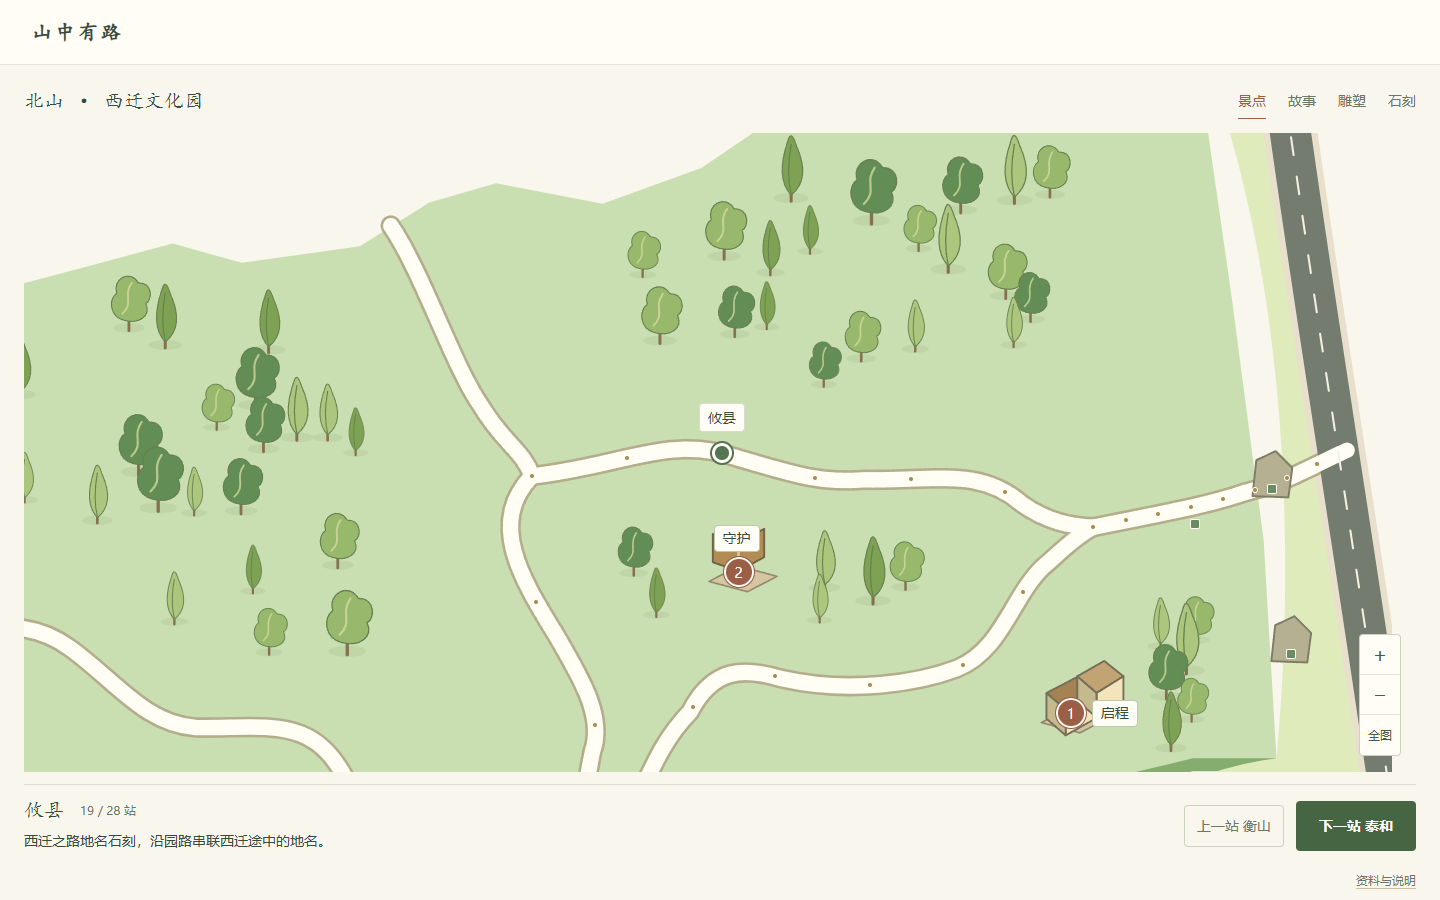 山中有路
北山 • 西迁文化园
景点 故事 雕塑 石刻
攸县
守护
2
1
启程
+
−
全图
攸县 19 / 28 站
西迁之路地名石刻，沿园路串联西迁途中的地名。
上一站 衡山
下一站 泰和
资料与说明